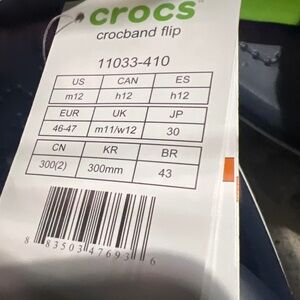 crocs
crocband flip
11033-410
US CAN ES
m12 h12 h12
EUR UK JP
46-47 m11/w12 30
CN KR BR
300(2) 300mm 43
8 83503 47693 6